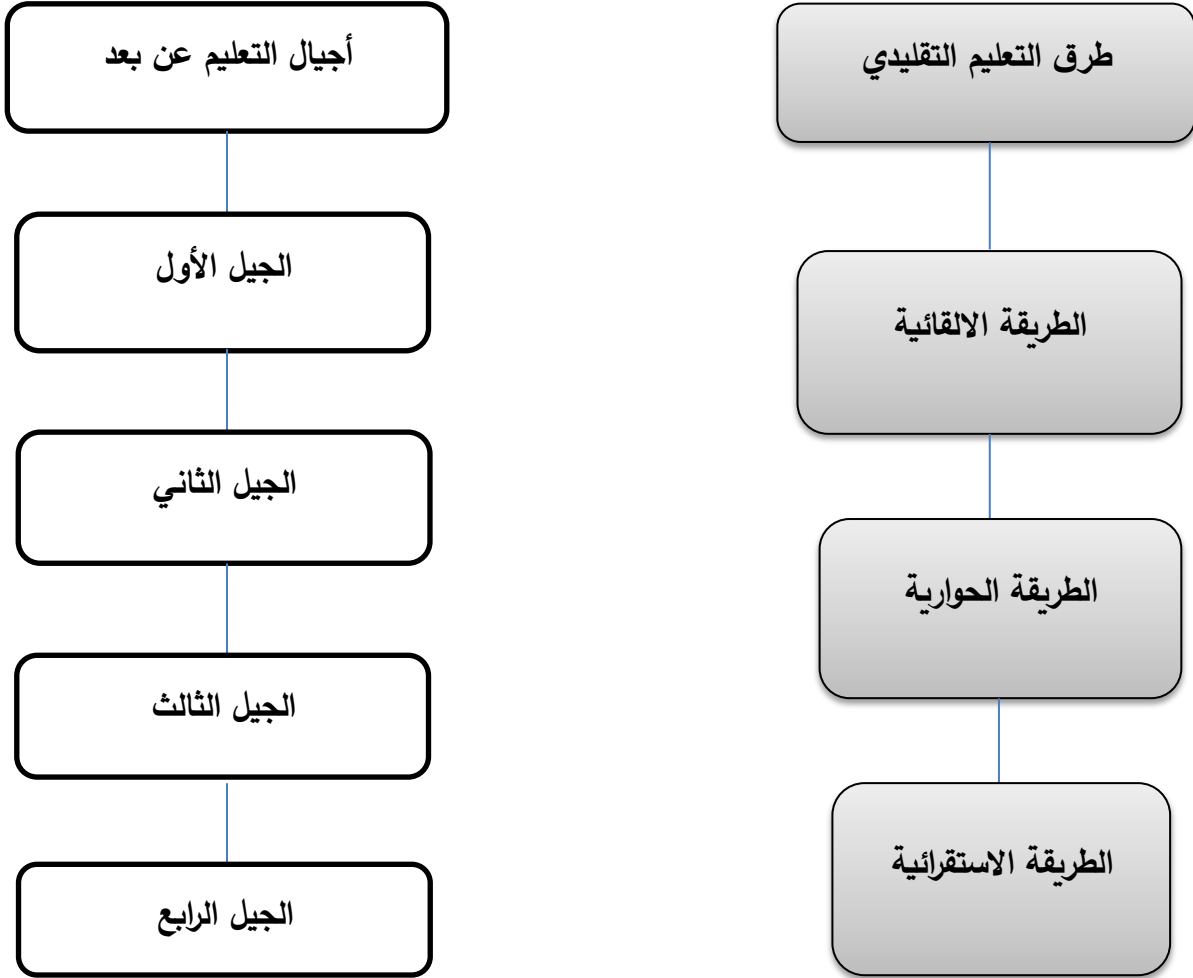 طرق التعليم التقليدي
الطريقة الالقائية
الطريقة الحوارية
الطريقة الاستقرائية
أجيال التعليم عن بعد
الجيل الأول
الجيل الثاني
الجيل الثالث
الجيل الرابع